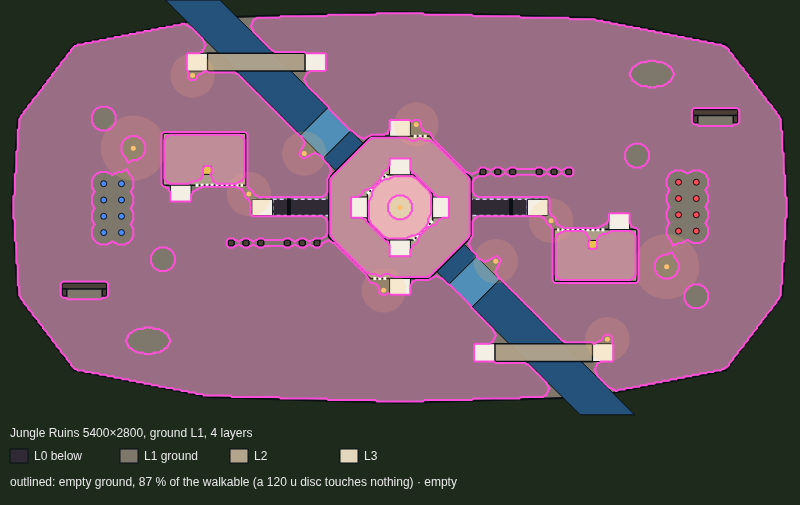 Jungle Ruins 5400×2800, ground L1, 4 layers
L0 below L1 ground L2 L3
outlined: empty ground, 87 % of the walkable (a 120 u disc touches nothing) · empty